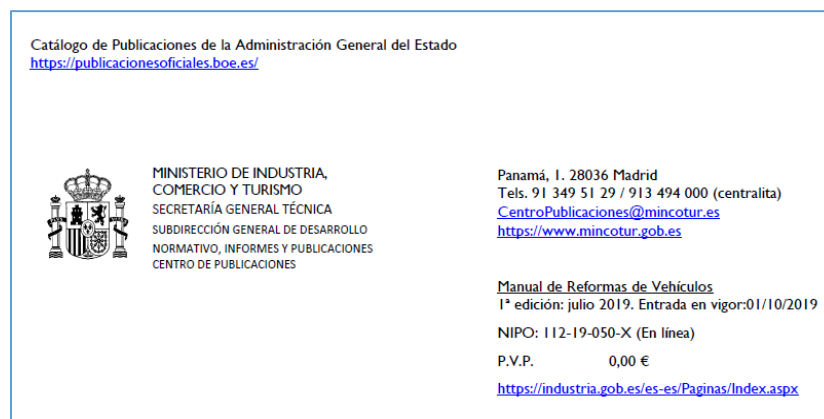 Catálogo de Publicaciones de la Administración General del Estado
https://publicacionesoficiales.boe.es/
MINISTERIO DE INDUSTRIA,
COMERCIO Y TURISMO
SECRETARÍA GENERAL TÉCNICA
SUBDIRECCIÓN GENERAL DE DESARROLLO
NORMATIVO, INFORMES Y PUBLICACIONES
CENTRO DE PUBLICACIONES
Panamá, 1. 28036 Madrid
Tels. 91 349 51 29 / 913 494 000 (centralita)
CentroPublicaciones@mincotur.es
https://www.mincotur.gob.es
Manual de Reformas de Vehículos
1ª edición: julio 2019. Entrada en vigor:01/10/2019
NIPO: 112-19-050-X (En línea)
P.V.P. 0,00 €
https://industria.gob.es/es-es/Paginas/Index.aspx